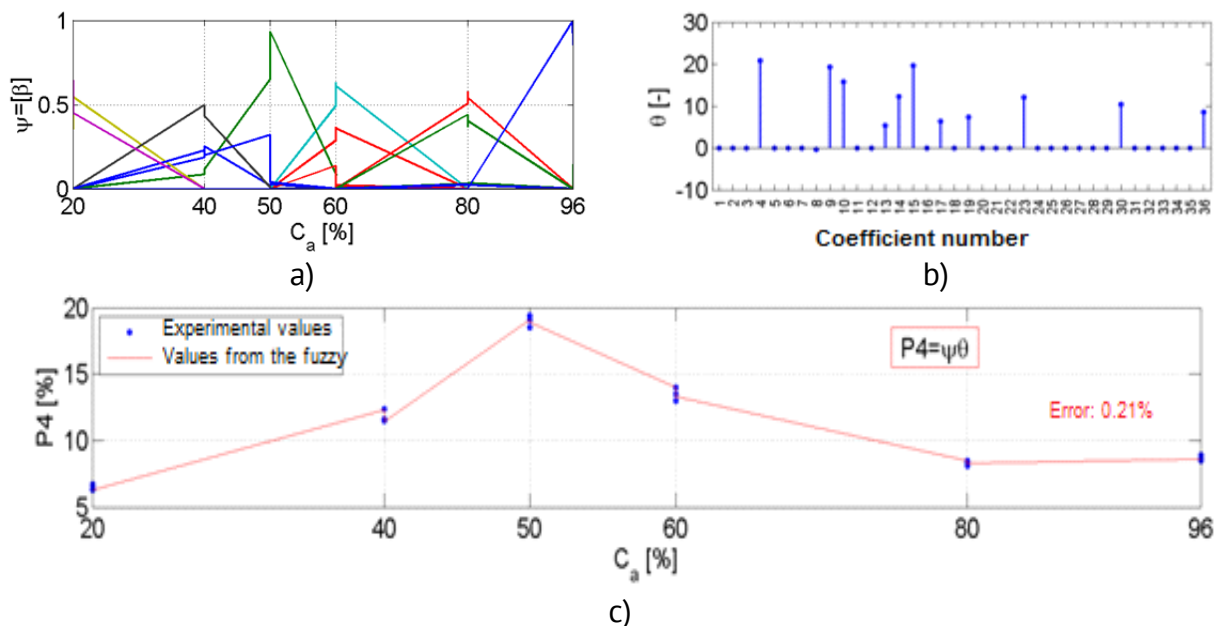 1
0.5
0
ψ=[β]
20 40 50 60 80 96
C_a [%]
a)
30
20
10
0
-10
θ [-]
1 2 3 4 5 6 7 8 9 10 11 12 13 14 15 16 17 18 19 20 21 22 23 24 25 26 27 28 29 30 31 32 33 34 35 36
Coefficient number
b)
20
15
10
5
P4 [%]
Experimental values
Values from the fuzzy
P4=ψθ
Error: 0.21%
20 40 50 60 80 96
C_a [%]
c)